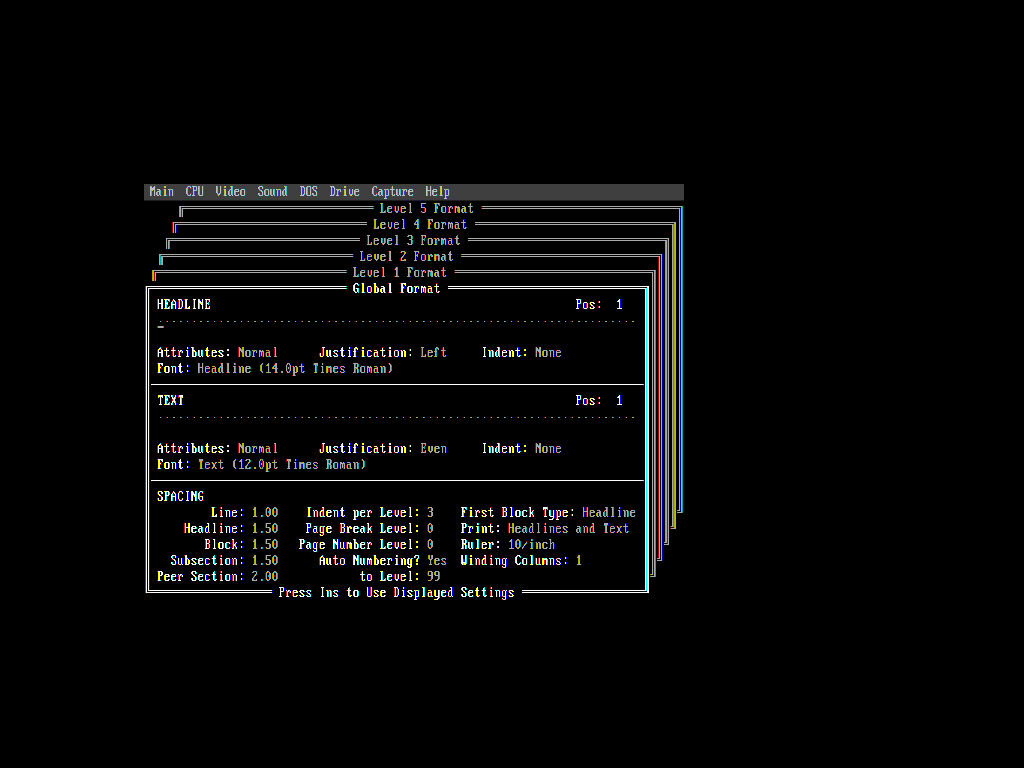 Main CPU Video Sound DOS Drive Capture Help
Level 5 Format
Level 4 Format
Level 3 Format
Level 2 Format
Level 1 Format
Global Format
HEADLINE Pos: 1
Attributes: Normal Justification: Left Indent: None
Font: Headline (14.0pt Times Roman)
TEXT Pos: 1
Attributes: Normal Justification: Even Indent: None
Font: Text (12.0pt Times Roman)
SPACING
Line: 1.00 Indent per Level: 3 First Block Type: Headline
Headline: 1.50 Page Break Level: 0 Print: Headlines and Text
Block: 1.50 Page Number Level: 0 Ruler: 10/inch
Subsection: 1.50 Auto Numbering? Yes Winding Columns: 1
Peer Section: 2.00 to Level: 99
Press Ins to Use Displayed Settings